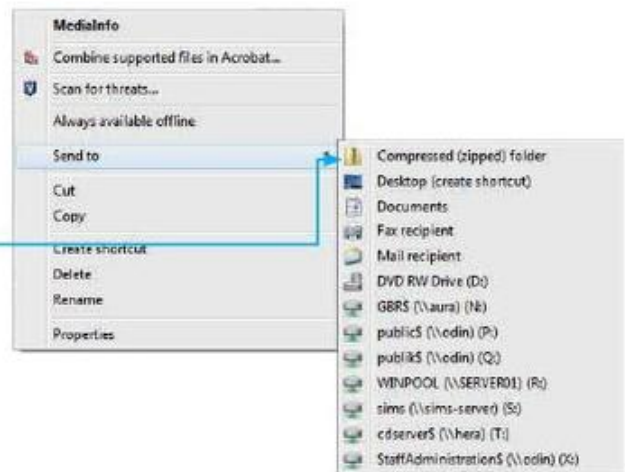 MediaInfo
Combine supported files in Acrobat...
Scan for threats...
Always available offline
Send to
Cut
Copy
Create shortcut
Delete
Rename
Properties
Compressed (zipped) folder
Desktop (create shortcut)
Documents
Fax recipient
Mail recipient
DVD RW Drive (D:)
GBRS (\\aura) (N:)
public$ (\\odin) (P:)
publik$ (\\odin) (Q:)
WINPOOL (\\SERVER01) (R:)
sims (\\sims-server) (S:)
cdserver$ (\\hera) (T:)
StaffAdministration$ (\\odin) (X:)